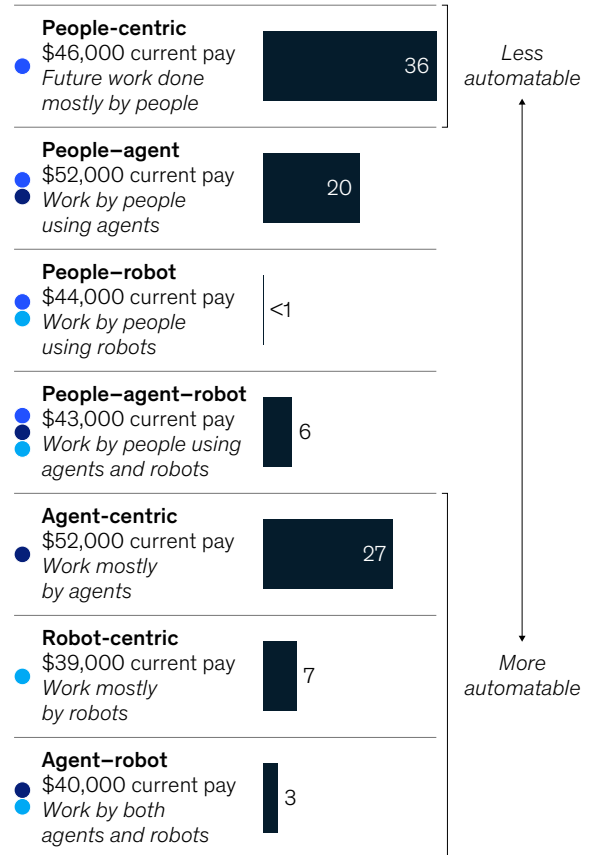 People-centric
$46,000 current pay
Future work done
mostly by people
36
Less
automatable
People–agent
$52,000 current pay
Work by people
using agents
20
People–robot
$44,000 current pay
Work by people
using robots
<1
People–agent–robot
$43,000 current pay
Work by people using
agents and robots
6
Agent-centric
$52,000 current pay
Work mostly
by agents
27
Robot-centric
$39,000 current pay
Work mostly
by robots
7
More
automatable
Agent–robot
$40,000 current pay
Work by both
agents and robots
3